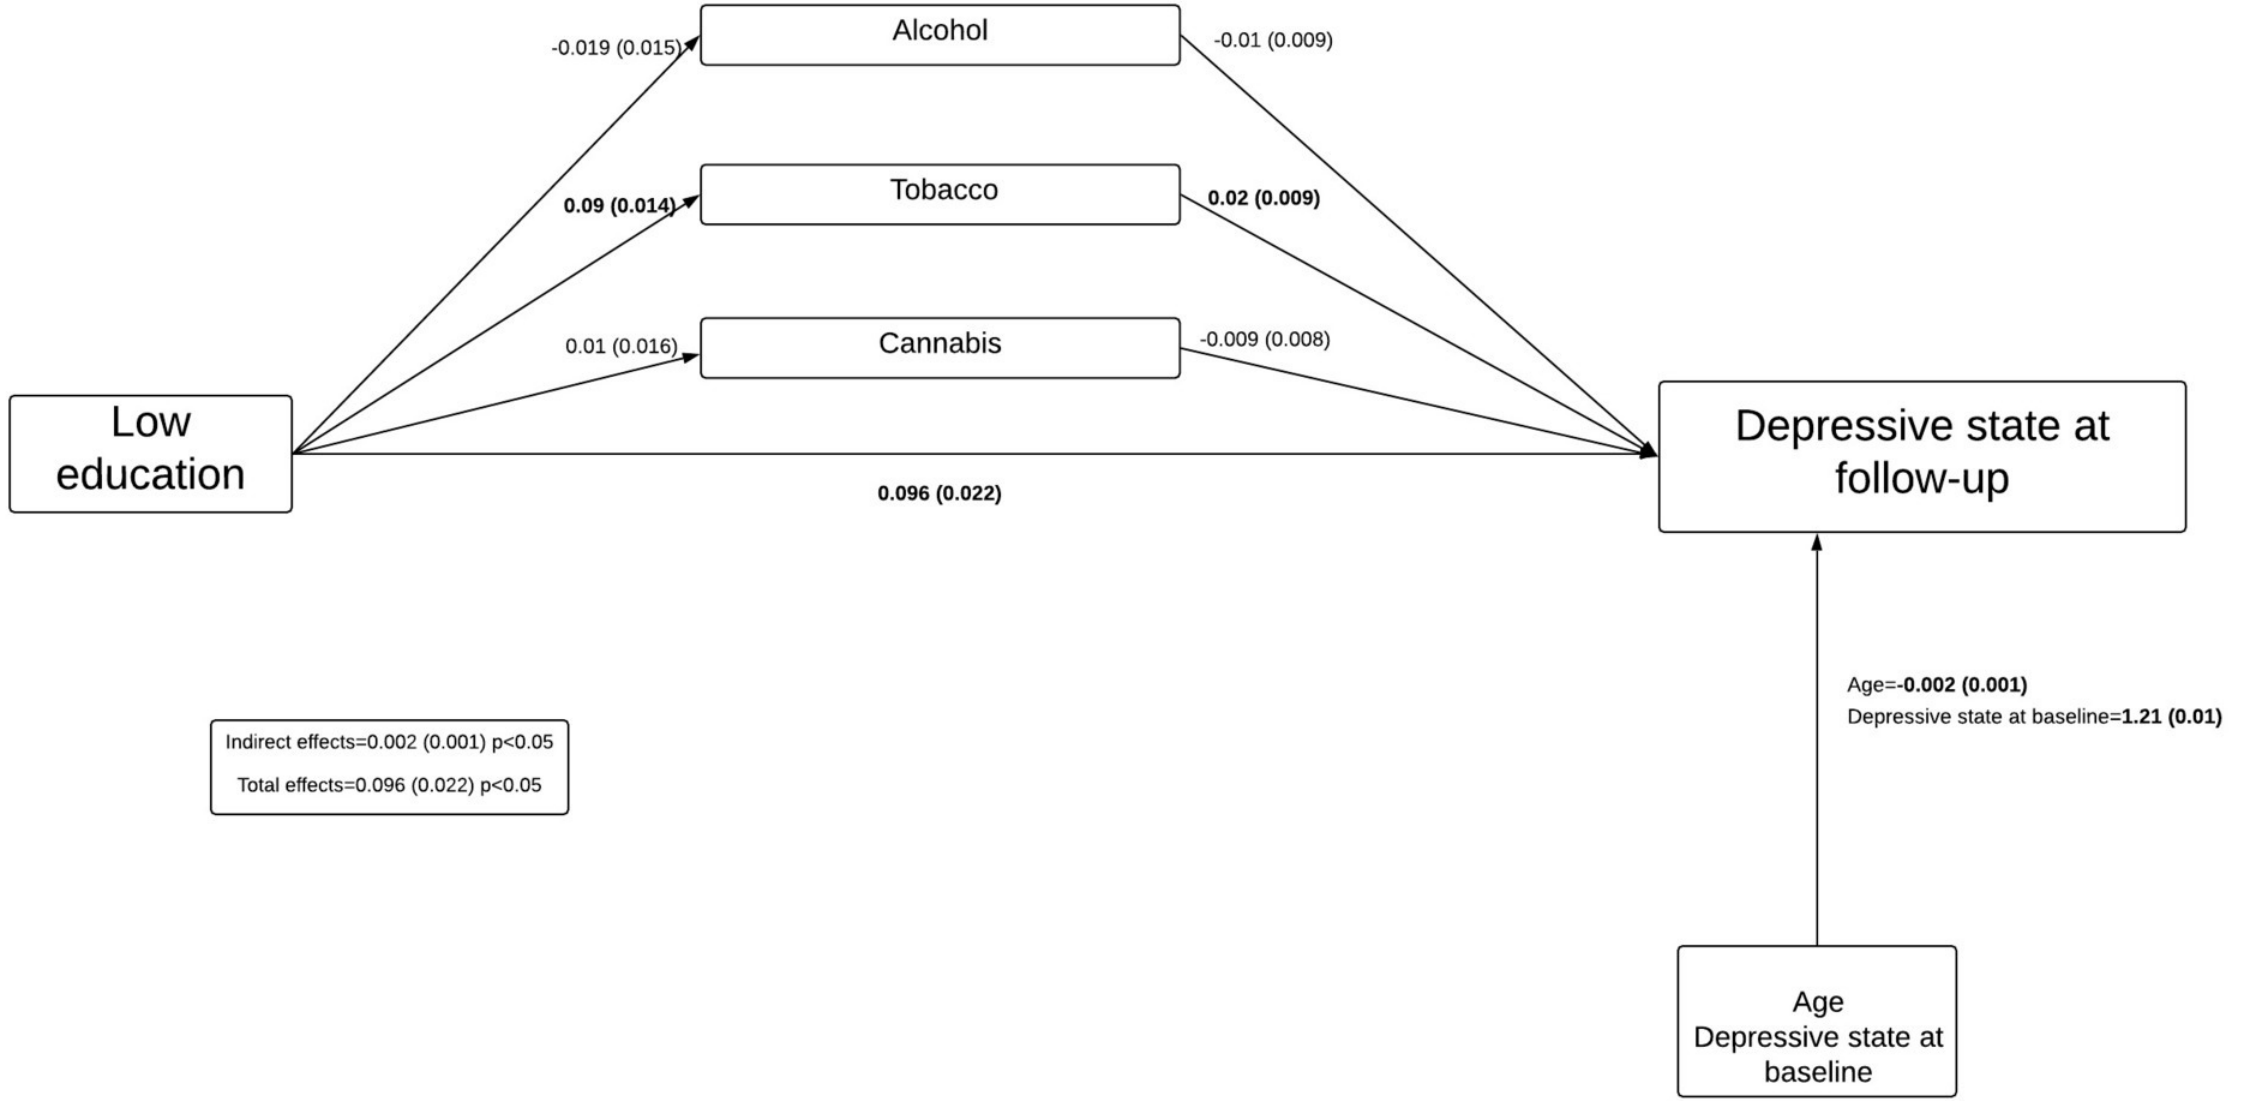 Alcohol
-0.019 (0.015)
-0.01 (0.009)
Tobacco
0.09 (0.014)
0.02 (0.009)
Cannabis
0.01 (0.016)
-0.009 (0.008)
Low
education
Depressive state at
follow-up
0.096 (0.022)
Age=-0.002 (0.001)
Depressive state at baseline=1.21 (0.01)
Indirect effects=0.002 (0.001) p<0.05
Total effects=0.096 (0.022) p<0.05
Age
Depressive state at
baseline